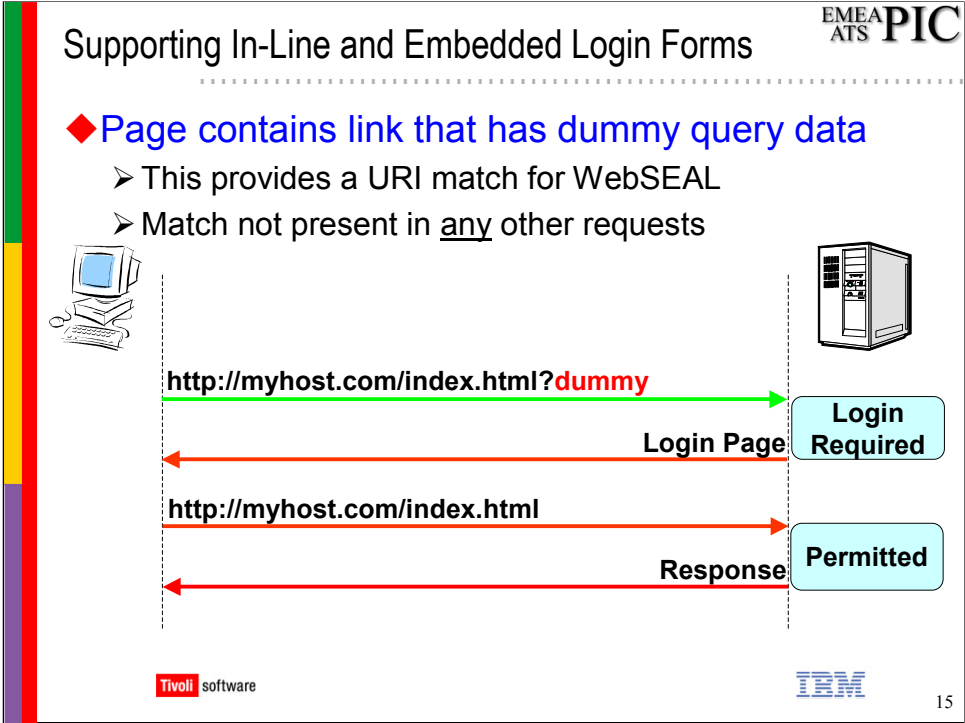 Supporting In-Line and Embedded Login Forms
EMEA
ATS PIC
Page contains link that has dummy query data
This provides a URI match for WebSEAL
Match not present in any other requests
http://myhost.com/index.html?dummy
Login
Required
Login Page
http://myhost.com/index.html
Permitted
Response
Tivoli software
IBM
15